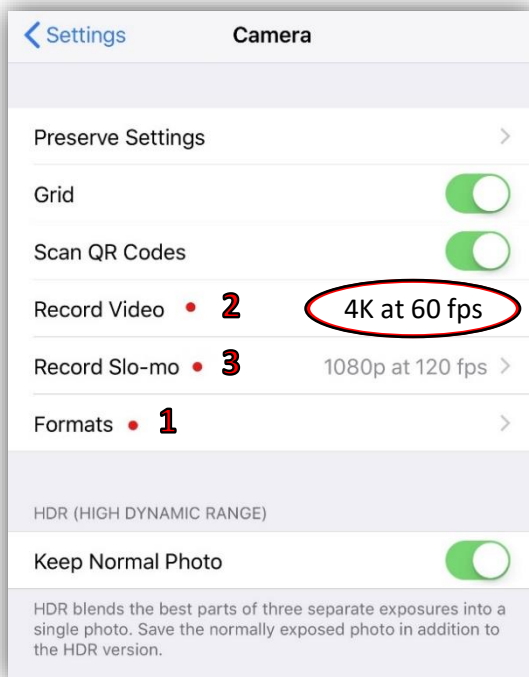 Settings Camera
Preserve Settings
Grid
Scan QR Codes
Record Video 2 4K at 60 fps
Record Slo-mo 3 1080p at 120 fps
Formats 1
HDR (HIGH DYNAMIC RANGE)
Keep Normal Photo
HDR blends the best parts of three separate exposures into a
single photo. Save the normally exposed photo in addition to
the HDR version.